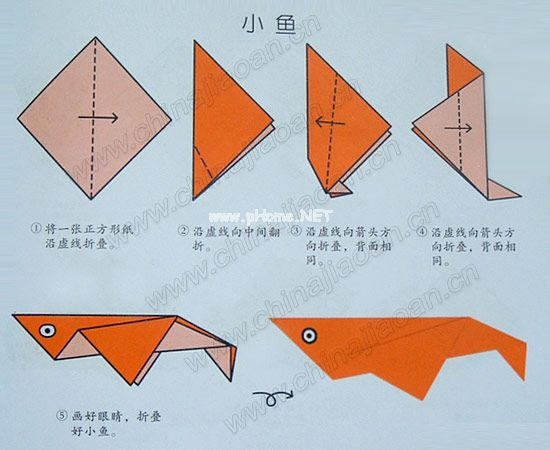 小鱼
①将一张正方形纸
沿虚线折叠。
②沿虚线向中间翻
折。
③沿虚线向箭头方
向折叠，背面相
同。
④沿虚线向箭头方
向折叠，背面相
同。
www.pHome.NET
www.chinajiaoan.cn
www.chinajiaoan.cn
www.chinajiaoan.cn
⑤画好眼睛，折叠
好小鱼。